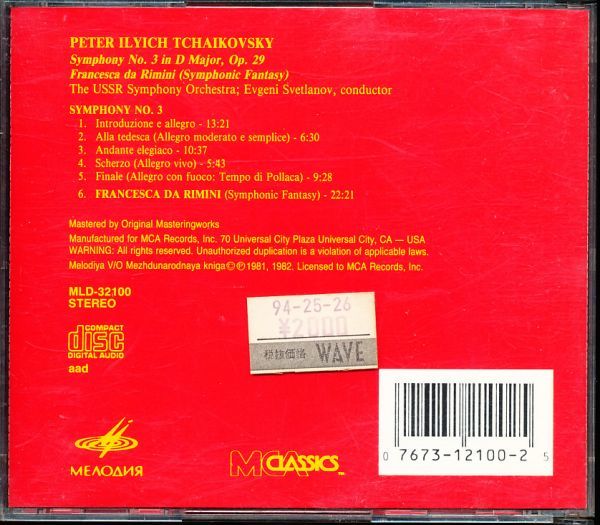 PETER ILYICH TCHAIKOVSKY
Symphony No. 3 in D Major, Op. 29
Francesca da Rimini (Symphonic Fantasy)
The USSR Symphony Orchestra; Evgeni Svetlanov, conductor
SYMPHONY NO. 3
1. Introduzione e allegro - 13:21
2. Alla tedesca (Allegro moderato e semplice) - 6:30
3. Andante elegiaco - 10:37
4. Scherzo (Allegro vivo) - 5:43
5. Finale (Allegro con fuoco: Tempo di Pollaca) - 9:28
6. FRANCESCA DA RIMINI (Symphonic Fantasy) - 22:21
Mastered by Original Masteringworks
Manufactured for MCA Records, Inc. 70 Universal City Plaza Universal City, CA — USA
WARNING: All rights reserved. Unauthorized duplication is a violation of applicable laws.
Melodiya V/O Mezhdunarodnaya kniga©℗1981, 1982. Licensed to MCA Records, Inc.
MLD-32100
STEREO
94-25-26
¥2000
税抜価格 WAVE
COMPACT
disc
DIGITAL AUDIO
aad
МЕЛОДИЯ
MCA CLASSICS™
0 7673-12100-2 5